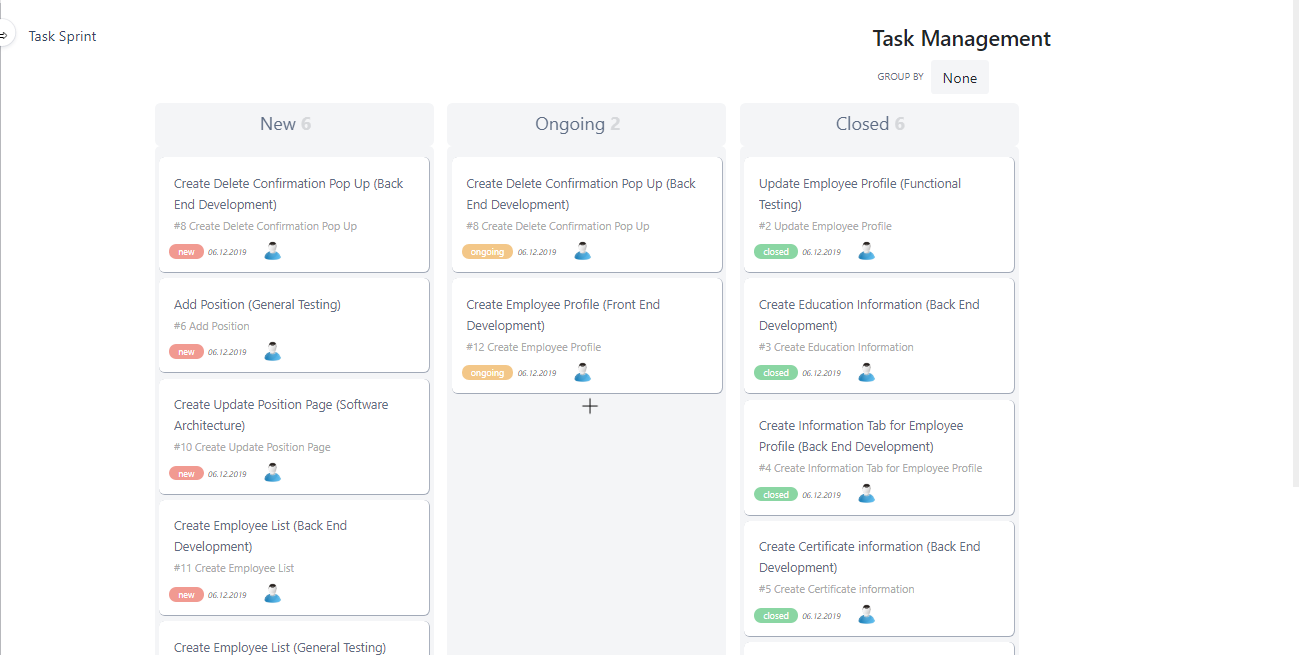 Task Sprint
Task Management
GROUP BY None
New 6
Create Delete Confirmation Pop Up (Back
End Development)
#8 Create Delete Confirmation Pop Up
new 06.12.2019
Add Position (General Testing)
#6 Add Position
new 06.12.2019
Create Update Position Page (Software
Architecture)
#10 Create Update Position Page
new 06.12.2019
Create Employee List (Back End
Development)
#11 Create Employee List
new 06.12.2019
Create Employee List (General Testing)
Ongoing 2
Create Delete Confirmation Pop Up (Back
End Development)
#8 Create Delete Confirmation Pop Up
ongoing 06.12.2019
Create Employee Profile (Front End
Development)
#12 Create Employee Profile
ongoing 06.12.2019
Closed 6
Update Employee Profile (Functional
Testing)
#2 Update Employee Profile
closed 06.12.2019
Create Education Information (Back End
Development)
#3 Create Education Information
closed 06.12.2019
Create Information Tab for Employee
Profile (Back End Development)
#4 Create Information Tab for Employee Profile
closed 06.12.2019
Create Certificate information (Back End
Development)
#5 Create Certificate information
closed 06.12.2019